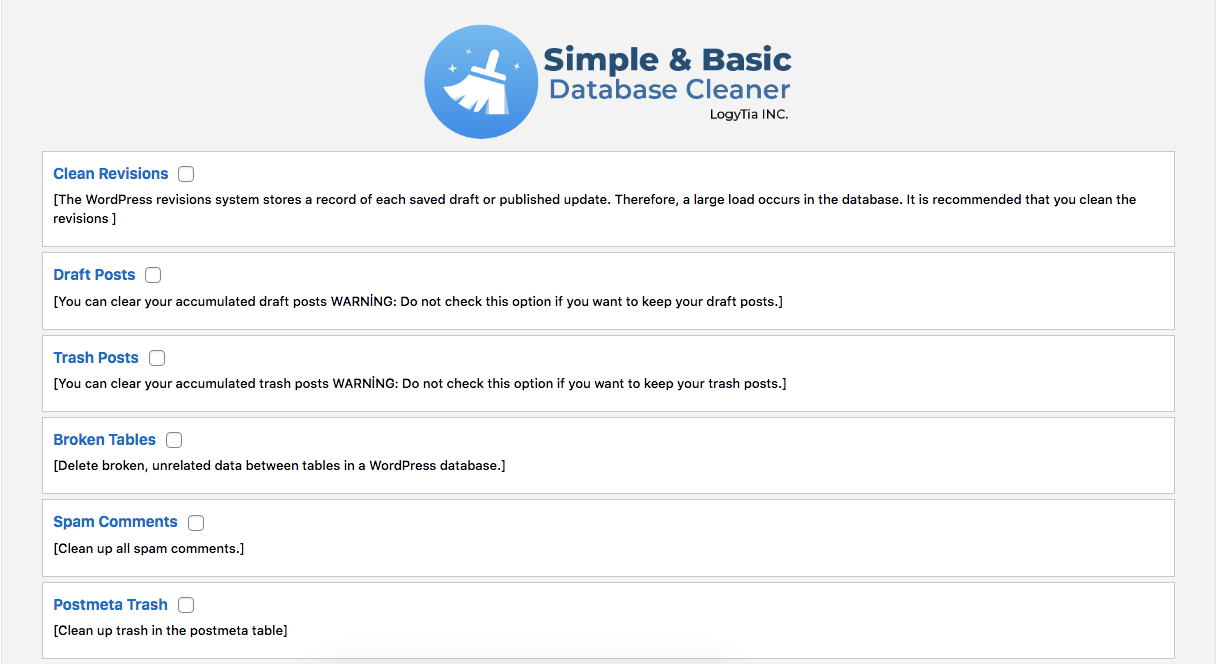 Simple & Basic
Database Cleaner
LogyTia INC.
Clean Revisions
[The WordPress revisions system stores a record of each saved draft or published update. Therefore, a large load occurs in the database. It is recommended that you clean the
revisions ]
Draft Posts
[You can clear your accumulated draft posts WARNİNG: Do not check this option if you want to keep your draft posts.]
Trash Posts
[You can clear your accumulated trash posts WARNİNG: Do not check this option if you want to keep your trash posts.]
Broken Tables
[Delete broken, unrelated data between tables in a WordPress database.]
Spam Comments
[Clean up all spam comments.]
Postmeta Trash
[Clean up trash in the postmeta table]